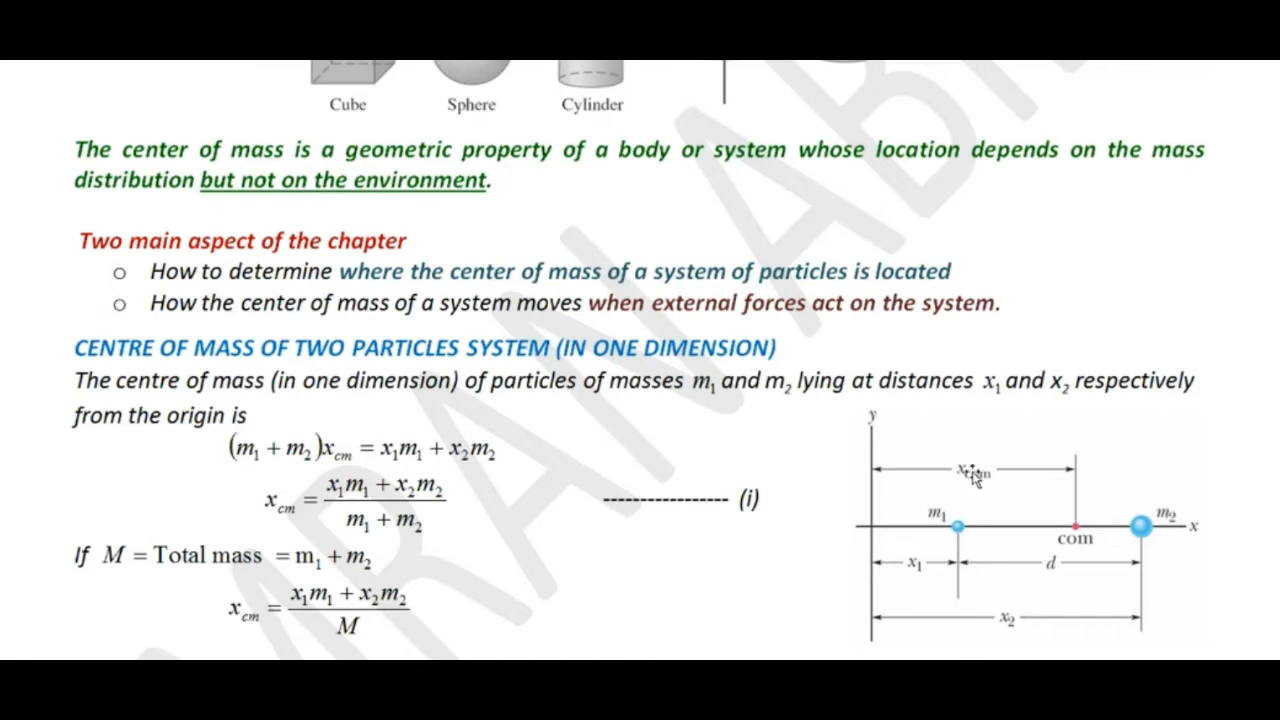 Cube Sphere Cylinder
The center of mass is a geometric property of a body or system whose location depends on the mass
distribution but not on the environment.
Two main aspect of the chapter
o How to determine where the center of mass of a system of particles is located
o How the center of mass of a system moves when external forces act on the system.
CENTRE OF MASS OF TWO PARTICLES SYSTEM (IN ONE DIMENSION)
The centre of mass (in one dimension) of particles of masses m₁ and m₂ lying at distances x₁ and x₂ respectively
from the origin is
(m₁ + m₂)x_cm = x₁m₁ + x₂m₂
x_cm = (x₁m₁ + x₂m₂) / (m₁ + m₂) ----------------- (i)
If M = Total mass = m₁ + m₂
x_cm = (x₁m₁ + x₂m₂) / M
y
m₁
m₂
x
com
x₁
d
x₂